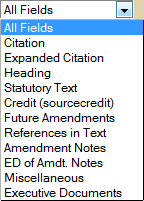 All Fields
All Fields
Citation
Expanded Citation
Heading
Statutory Text
Credit (sourcecredit)
Future Amendments
References in Text
Amendment Notes
ED of Amdt. Notes
Miscellaneous
Executive Documents